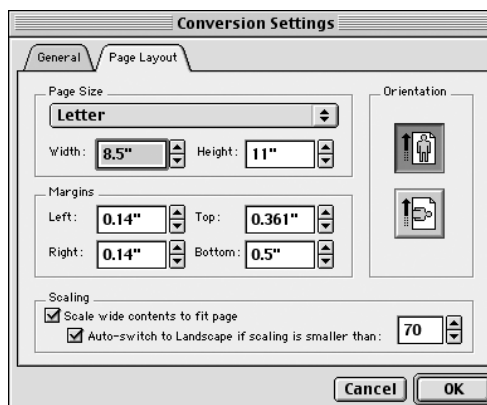 Conversion Settings
General Page Layout
Page Size
Letter
Width: 8.5" Height: 11"
Orientation
Margins
Left: 0.14" Top: 0.361"
Right: 0.14" Bottom: 0.5"
Scaling
Scale wide contents to fit page
Auto-switch to Landscape if scaling is smaller than: 70
Cancel OK